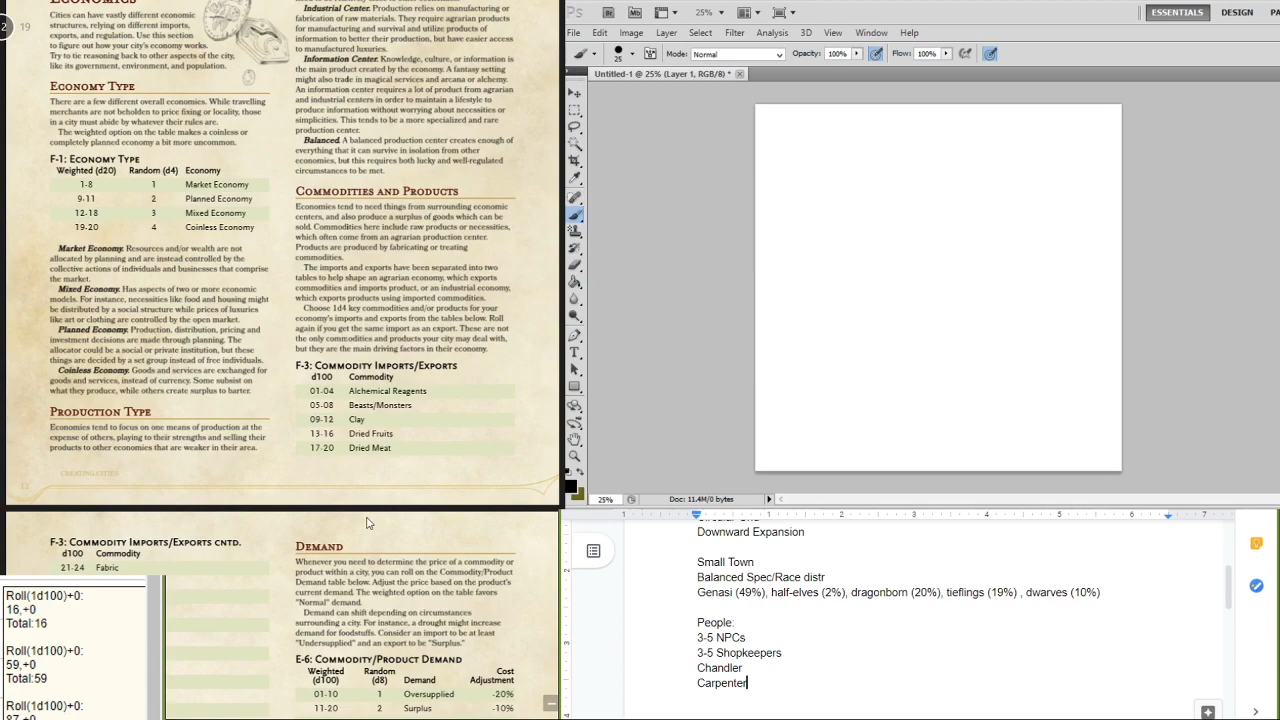 2
19
ECONOMICS
Cities can have vastly different economic
structures, relying on different imports,
exports, and regulation. Use this section
to figure out how your city's economy works.
Try to tie reasoning back to other aspects of the city,
like its government, environment, and population.
ECONOMY TYPE
There are a few different overall economies. While travelling
merchants are not beholden to price fixing or locality, those
in a city must abide by whatever their rules are.
The weighted option on the table makes a coinless or
completely planned economy a bit more uncommon.
F-1: ECONOMY TYPE
Weighted (d20) Random (d4) Economy
1-8 1 Market Economy
9-11 2 Planned Economy
12-18 3 Mixed Economy
19-20 4 Coinless Economy
Market Economy. Resources and/or wealth are not
allocated by planning and are instead controlled by the
collective actions of individuals and businesses that comprise
the market.
Mixed Economy. Has aspects of two or more economic
models. For instance, necessities like food and housing might
be distributed by a social structure while prices of luxuries
like art or clothing are controlled by the open market.
Planned Economy. Production, distribution, pricing and
investment decisions are made through planning. The
allocator could be a social or private institution, but these
things are decided by a set group instead of free individuals.
Coinless Economy. Goods and services are exchanged for
goods and services, instead of currency. Some subsist on
what they produce, while others create surplus to barter.
PRODUCTION TYPE
Economies tend to focus on one means of production at the
expense of others, playing to their strengths and selling their
products to other economies that are weaker in their area.
CREATING CITIES
12
Industrial Center. Production relies on manufacturing or
fabrication of raw materials. They require agrarian products
for manufacturing and survival and utilize products of
information to better their production, but have easier access
to manufactured luxuries.
Information Center. Knowledge, culture, or information is
the main product created by the economy. A fantasy setting
might also trade in magical services and arcana or alchemy.
An information center requires a lot of product from agrarian
and industrial centers in order to maintain a lifestyle to
produce information without worrying about necessities or
simplicities. This tends to be a more specialized and rare
production center.
Balanced. A balanced production center creates enough of
everything that it can survive in isolation from other
economies, but this requires both lucky and well-regulated
circumstances to be met.
COMMODITIES AND PRODUCTS
Economies tend to need things from surrounding economic
centers, and also produce a surplus of goods which can be
sold. Commodities here include raw products or necessities,
which often come from an agrarian production center.
Products are produced by fabricating or treating
commodities.
The imports and exports have been separated into two
tables to help shape an agrarian economy, which exports
commodities and imports product, or an industrial economy,
which exports products using imported commodities.
Choose 1d4 key commodities and/or products for your
economy's imports and exports from the tables below. Roll
again if you get the same import as an export. These are not
the only commodities and products your city may deal with,
but they are the main driving factors in their economy.
F-3: COMMODITY IMPORTS/EXPORTS
d100 Commodity
01-04 Alchemical Reagents
05-08 Beasts/Monsters
09-12 Clay
13-16 Dried Fruits
17-20 Dried Meat
F-3: COMMODITY IMPORTS/EXPORTS CNTD.
d100 Commodity
21-24 Fabric
Roll(1d100)+0:
16,+0
Total:16
Roll(1d100)+0:
59,+0
Total:59
Roll(1d100)+0:
87,+0
DEMAND
Whenever you need to determine the price of a commodity or
product within a city, you can roll on the Commodity/Product
Demand table below. Adjust the price based on the product's
current demand. The weighted option on the table favors
"Normal" demand.
Demand can shift depending on circumstances
surrounding a city. For instance, a drought might increase
demand for foodstuffs. Consider an import to be at least
"Undersupplied" and an export to be "Surplus."
E-6: COMMODITY/PRODUCT DEMAND
Weighted (d100) Random (d8) Demand Cost Adjustment
01-10 1 Oversupplied -20%
11-20 2 Surplus -10%
PS Br Mb 25% ESSENTIALS DESIGN
File Edit Image Layer Select Filter Analysis 3D View Window Help
25 Mode: Normal Opacity: 100% Flow: 100%
Untitled-1 @ 25% (Layer 1, RGB/8) *
25% Doc: 11.4M/0 bytes
1 1 2 3 4 5 6 7
Downward Expansion
Small Town
Balanced Spec/Race distr
Genasi (49%), half-elves (2%), dragonborn (20%), tieflings (13%) , dwarves (10%)
People:
3-5 NPCs
3-5 Shopkeepers
Chandler
Carpenter
2
3
4